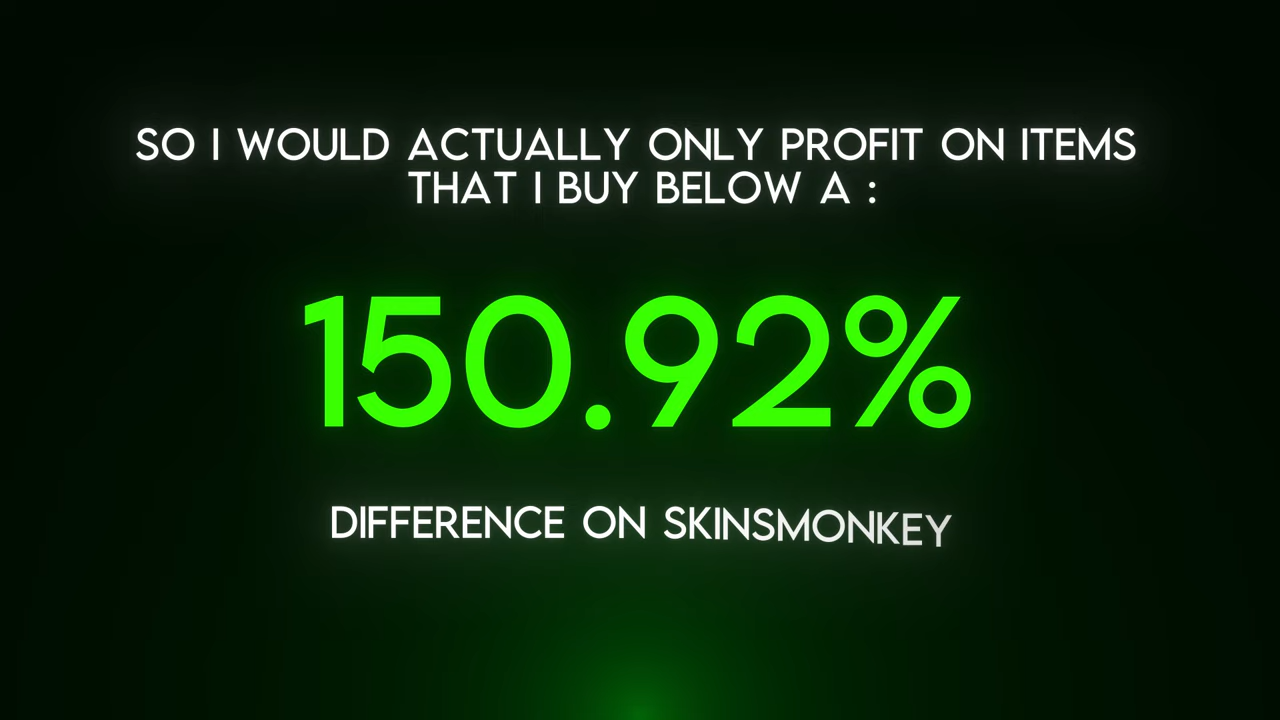 SO I WOULD ACTUALLY ONLY PROFIT ON ITEMS
THAT I BUY BELOW A :
150.92%
DIFFERENCE ON SKINSMONKEY